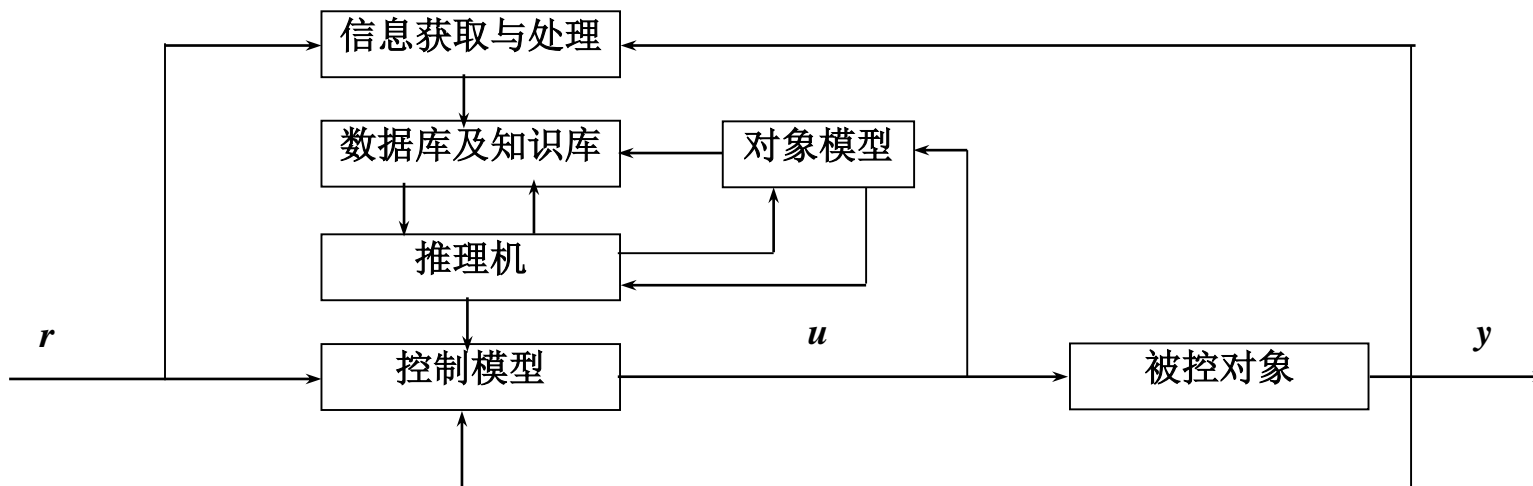 信息获取与处理
数据库及知识库
对象模型
推理机
r
u
y
控制模型
被控对象